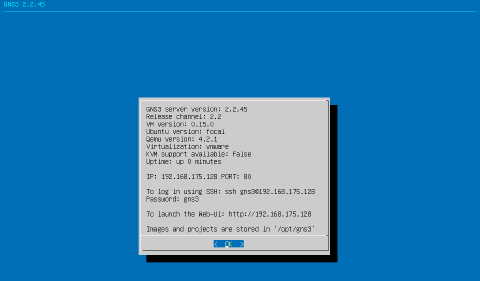 GNS3 2.2.45
GNS3 server version: 2.2.45
Release channel: 2.2
VM version: 0.15.0
Ubuntu version: focal
Qemu version: 4.2.1
Virtualization: vmware
KVM support available: False
Uptime: up 0 minutes
IP: 192.168.175.128 PORT: 80
To log in using SSH: ssh gns3@192.168.175.128
Password: gns3
To launch the Web-Ui: http://192.168.175.128
Images and projects are stored in '/opt/gns3'
< OK >